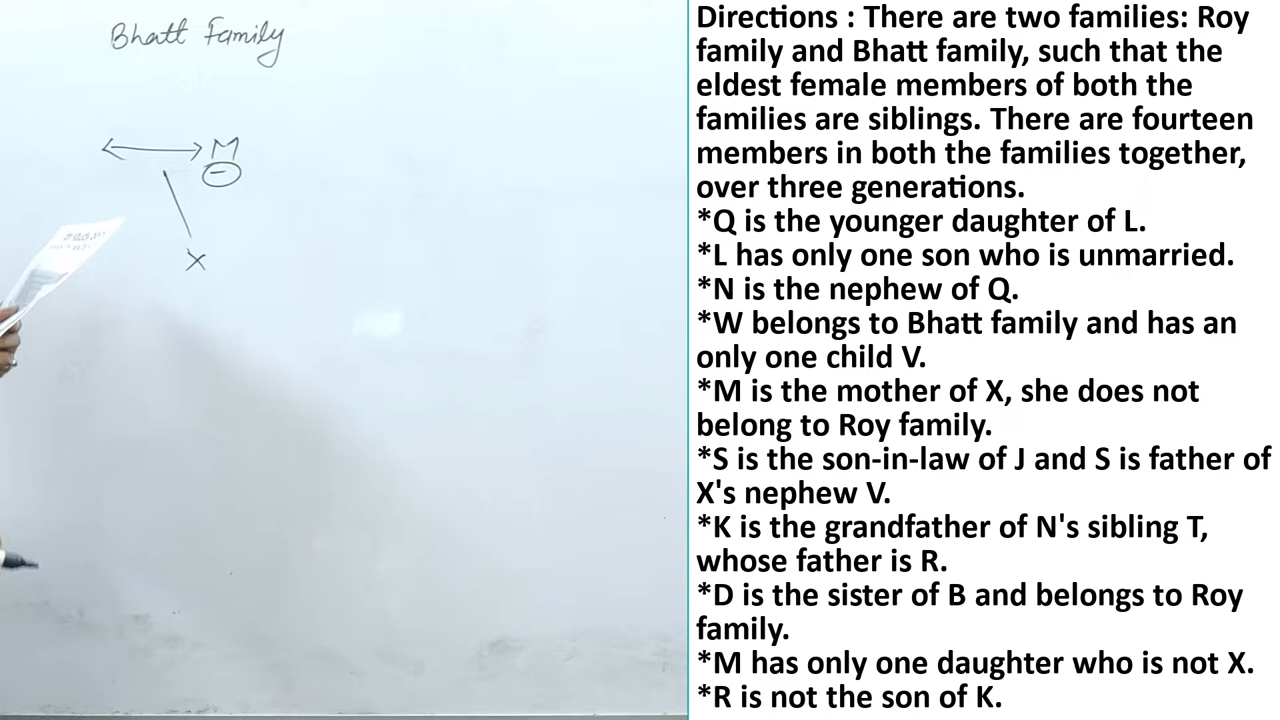 Bhatt Family
M
X
Directions : There are two families: Roy
family and Bhatt family, such that the
eldest female members of both the
families are siblings. There are fourteen
members in both the families together,
over three generations.
*Q is the younger daughter of L.
*L has only one son who is unmarried.
*N is the nephew of Q.
*W belongs to Bhatt family and has an
only one child V.
*M is the mother of X, she does not
belong to Roy family.
*S is the son-in-law of J and S is father of
X's nephew V.
*K is the grandfather of N's sibling T,
whose father is R.
*D is the sister of B and belongs to Roy
family.
*M has only one daughter who is not X.
*R is not the son of K.